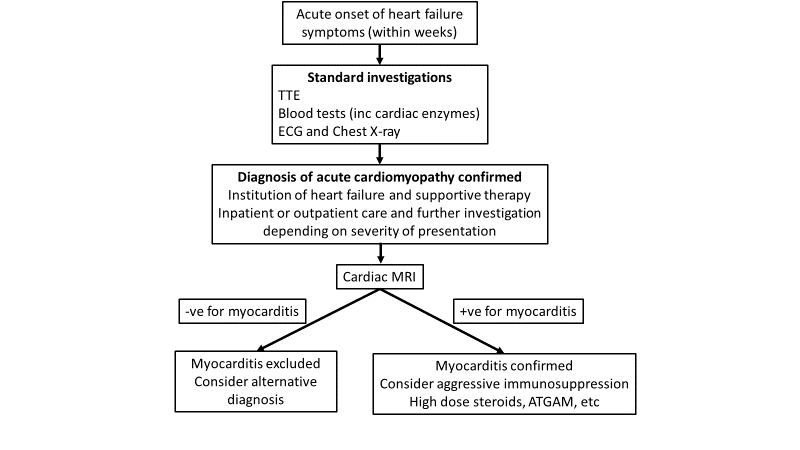 Acute onset of heart failure
symptoms (within weeks)
Standard investigations
TTE
Blood tests (inc cardiac enzymes)
ECG and Chest X-ray
Diagnosis of acute cardiomyopathy confirmed
Institution of heart failure and supportive therapy
Inpatient or outpatient care and further investigation
depending on severity of presentation
Cardiac MRI
-ve for myocarditis
+ve for myocarditis
Myocarditis excluded
Consider alternative
diagnosis
Myocarditis confirmed
Consider aggressive immunosuppression
High dose steroids, ATGAM, etc